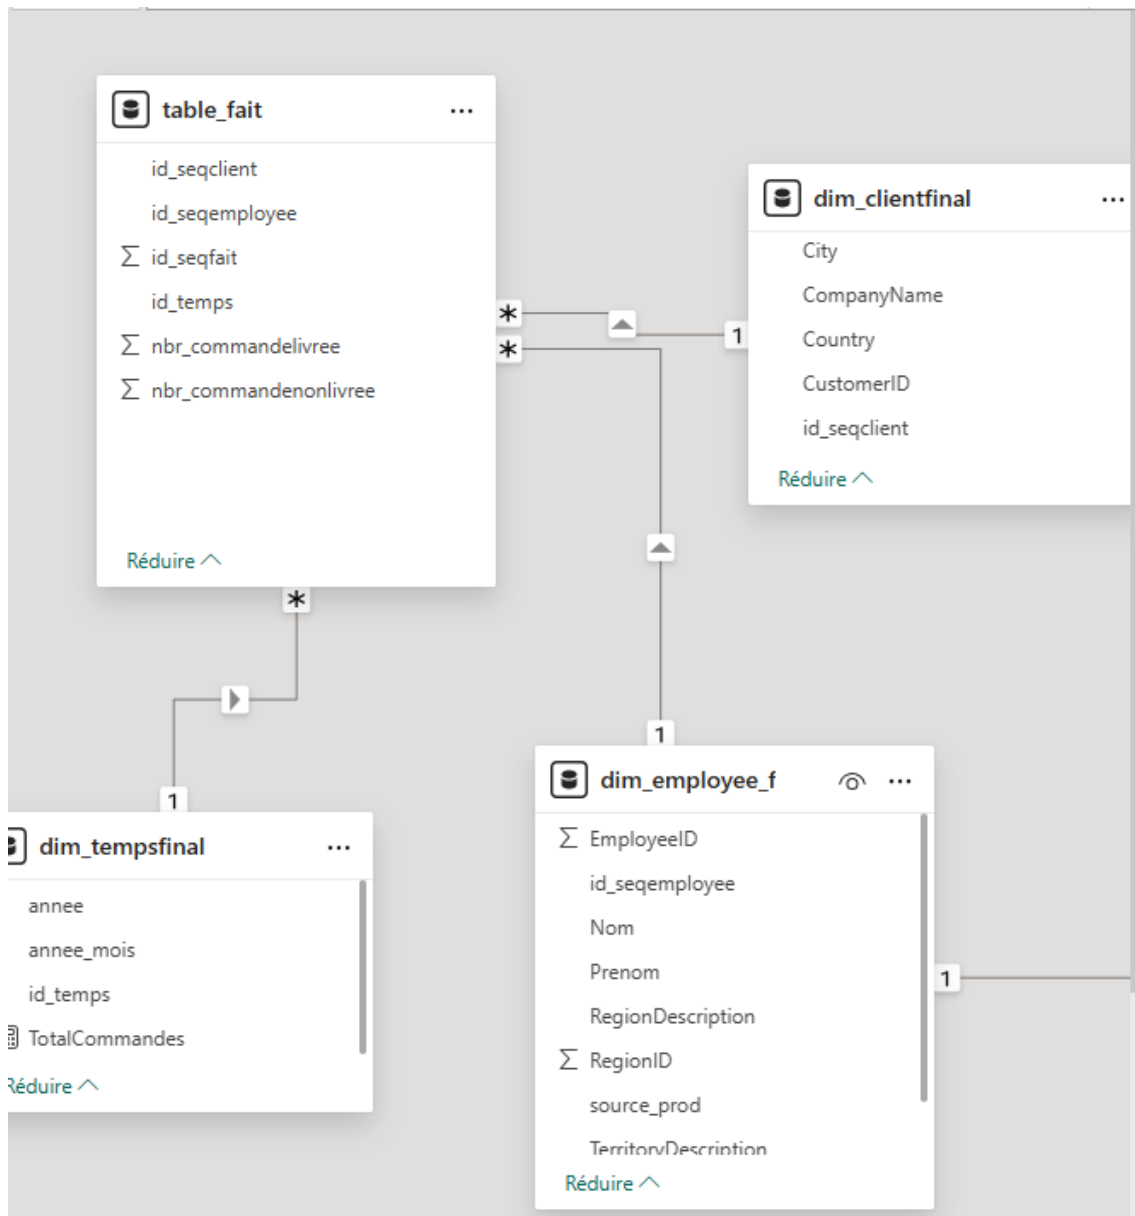 table_fait
id_seqclient
id_seqemployee
∑ id_seqfait
id_temps
∑ nbr_commandelivree
∑ nbr_commandenonlivree
Réduire
dim_clientfinal
City
CompanyName
Country
CustomerID
id_seqclient
Réduire
*
1
*
*
1
1
dim_tempsfinal
annee
annee_mois
id_temps
TotalCommandes
Réduire
dim_employee_f
∑ EmployeeID
id_seqemployee
Nom
Prenom
RegionDescription
∑ RegionID
source_prod
TerritoryDescription
Réduire
1